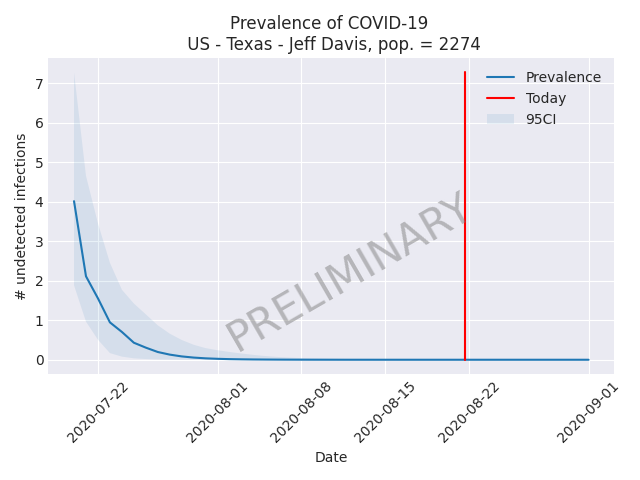 Prevalence of COVID-19
US - Texas - Jeff Davis, pop. = 2274
7
6
5
4
3
2
1
0
# undetected infections
Prevalence
Today
95CI
PRELIMINARY
2020-07-22
2020-08-01
2020-08-08
2020-08-15
2020-08-22
2020-09-01
Date